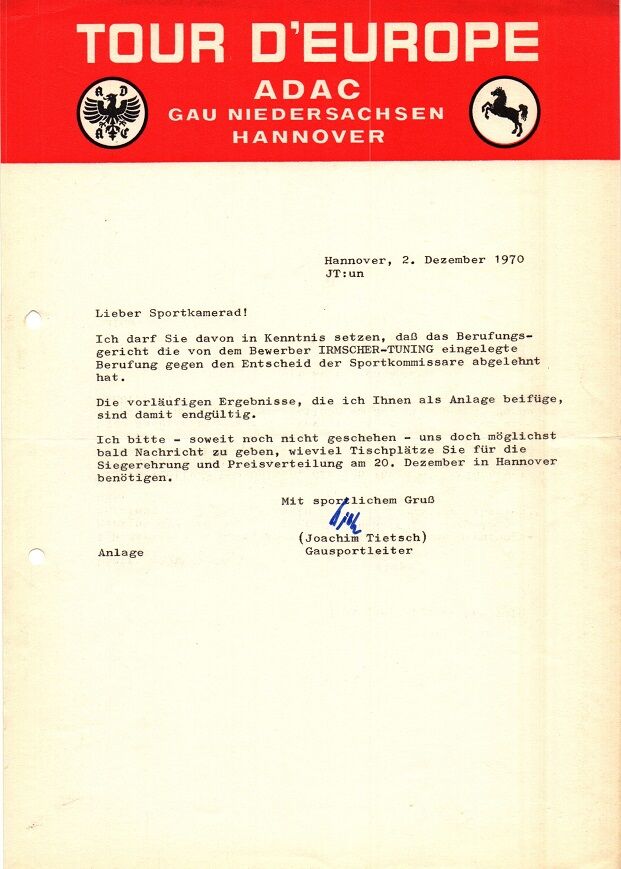 TOUR D'EUROPE
ADAC
GAU NIEDERSACHSEN
HANNOVER
A D
A C
Hannover, 2. Dezember 1970
JT:un
Lieber Sportkamerad!
Ich darf Sie davon in Kenntnis setzen, daß das Berufungs-
gericht die von dem Bewerber IRMSCHER-TUNING eingelegte
Berufung gegen den Entscheid der Sportkommissare abgelehnt
hat.
Die vorläufigen Ergebnisse, die ich Ihnen als Anlage beifüge,
sind damit endgültig.
Ich bitte - soweit noch nicht geschehen - uns doch möglichst
bald Nachricht zu geben, wieviel Tischplätze Sie für die
Siegerehrung und Preisverteilung am 20. Dezember in Hannover
benötigen.
Mit sportlichem Gruß
(Joachim Tietsch)
Anlage Gausportleiter